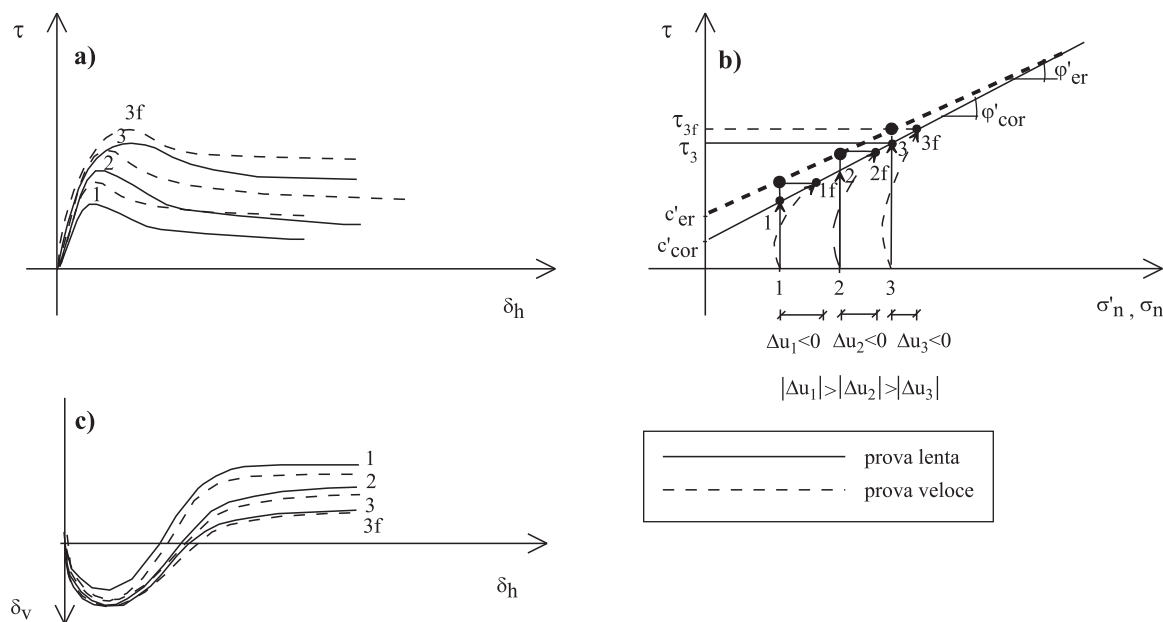 τ
a)
3f
3
2
1
δh
τ
b)
φ'er
φ'cor
τ3f
τ3
3
3f
2
2f
1f
1
c'er
c'cor
1 2 3
σ'n , σn
Δu1<0 Δu2<0 Δu3<0
|Δu1|>|Δu2|>|Δu3|
c)
1
2
3
3f
δh
δv
prova lenta
prova veloce